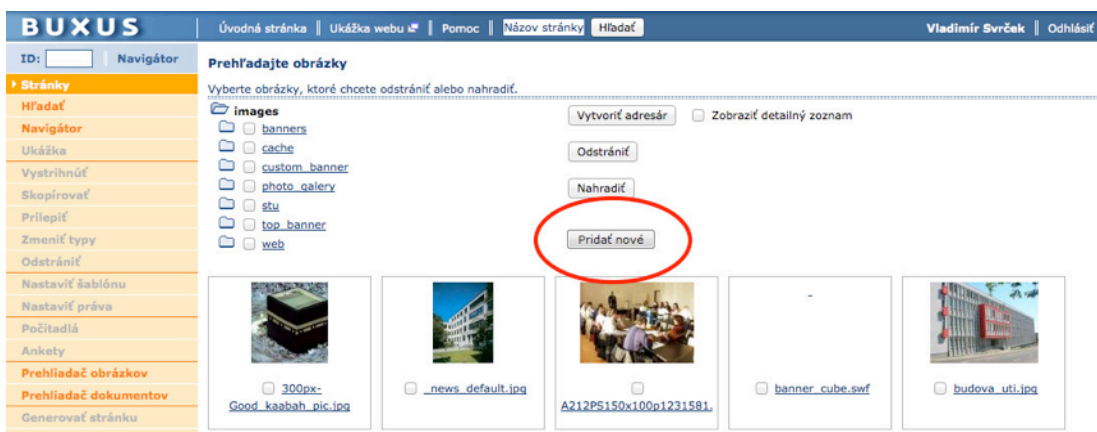 BUXUS
Úvodná stránka || Ukážka webu || Pomoc || Názov stránky Hľadať
Vladimír Svrček || Odhlásiť
ID: Navigátor
Stránky
Hľadať
Navigátor
Ukážka
Vystrihnúť
Skopírovať
Prilepiť
Zmeniť typy
Odstrániť
Nastaviť šablónu
Nastaviť práva
Počítadlá
Ankety
Prehliadač obrázkov
Prehliadač dokumentov
Generovať stránku
Prehľadajte obrázky
Vyberte obrázky, ktoré chcete odstrániť alebo nahradiť.
images
banners
cache
custom_banner
photo_galery
stu
top_banner
web
Vytvoriť adresár
Zobraziť detailný zoznam
Odstrániť
Nahradiť
Pridať nové
300px-
Good_kaabah_pic.jpg
_news_default.jpg
A212PS150x100p1231581.
banner_cube.swf
budova_uti.jpg